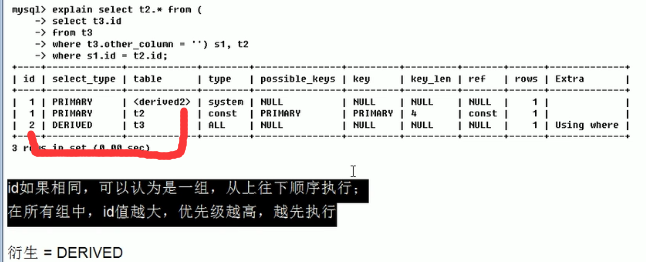 mysql> explain select t2.* from (
    -> select t3.id
    -> from t3
    -> where t3.other_column = '') s1, t2
    -> where s1.id = t2.id;
+----+-------------+------------+--------+---------------+---------+---------+-------+------+-------------+
| id | select_type | table      | type   | possible_keys | key     | key_len | ref   | rows | Extra       |
+----+-------------+------------+--------+---------------+---------+---------+-------+------+-------------+
| 1 | PRIMARY     | <derived2> | system | NULL          | NULL    | NULL    | NULL  | 1 |             |
| 1 | PRIMARY     | t2         | const  | PRIMARY       | PRIMARY | 4       | const | 1 |             |
| 2 | DERIVED     | t3         | ALL    | NULL          | NULL    | NULL    | NULL  | 1 | Using where |
+----+-------------+------------+--------+---------------+---------+---------+-------+------+-------------+
3 rows in set (0.00 sec)
id如果相同，可以认为是一组，从上往下顺序执行；
在所有组中，id值越大，优先级越高，越先执行
衍生 = DERIVED